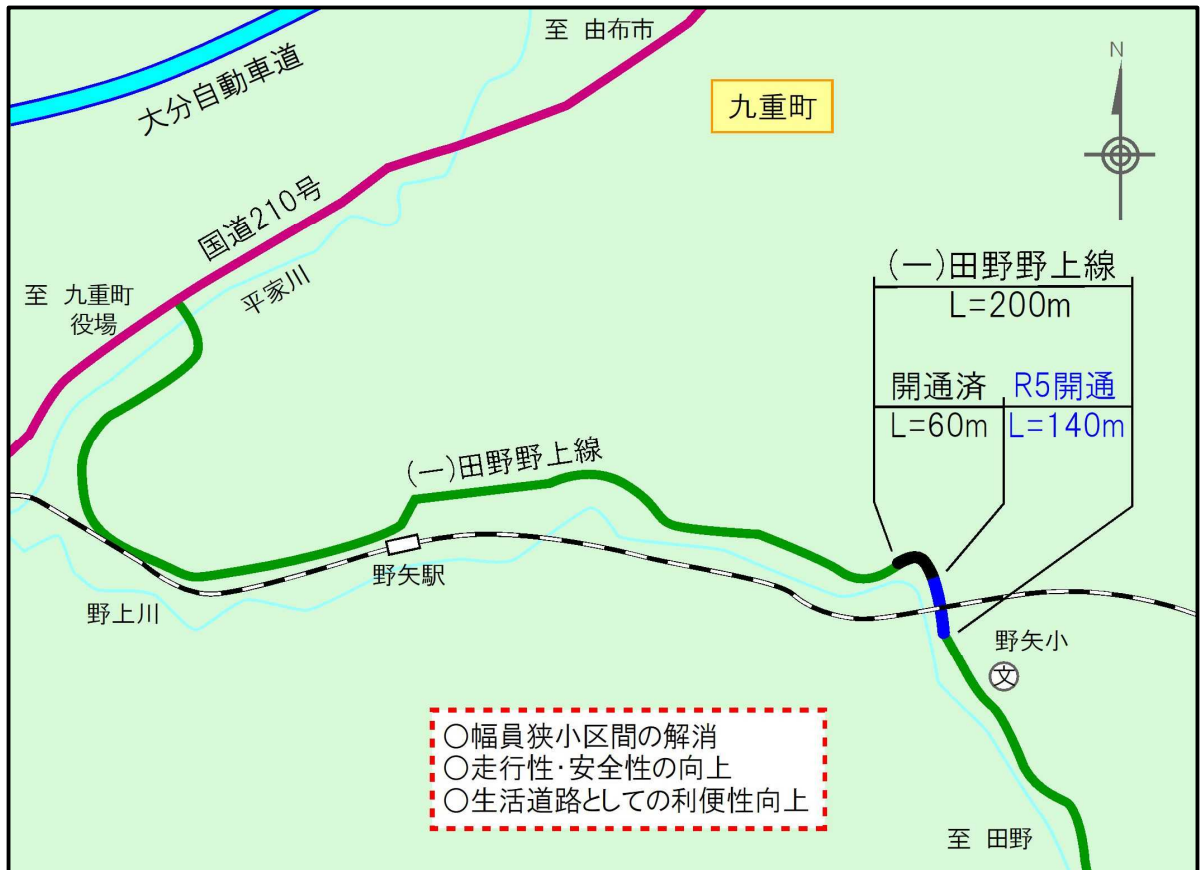 至 由布市
N
大分自動車道
九重町
国道210号
平家川
至 九重町
役場
(一)田野野上線
L=200m
開通済 R5開通
L=60m L=140m
(一)田野野上線
野矢駅
野上川
野矢小
文
○幅員狭小区間の解消
○走行性・安全性の向上
○生活道路としての利便性向上
至 田野